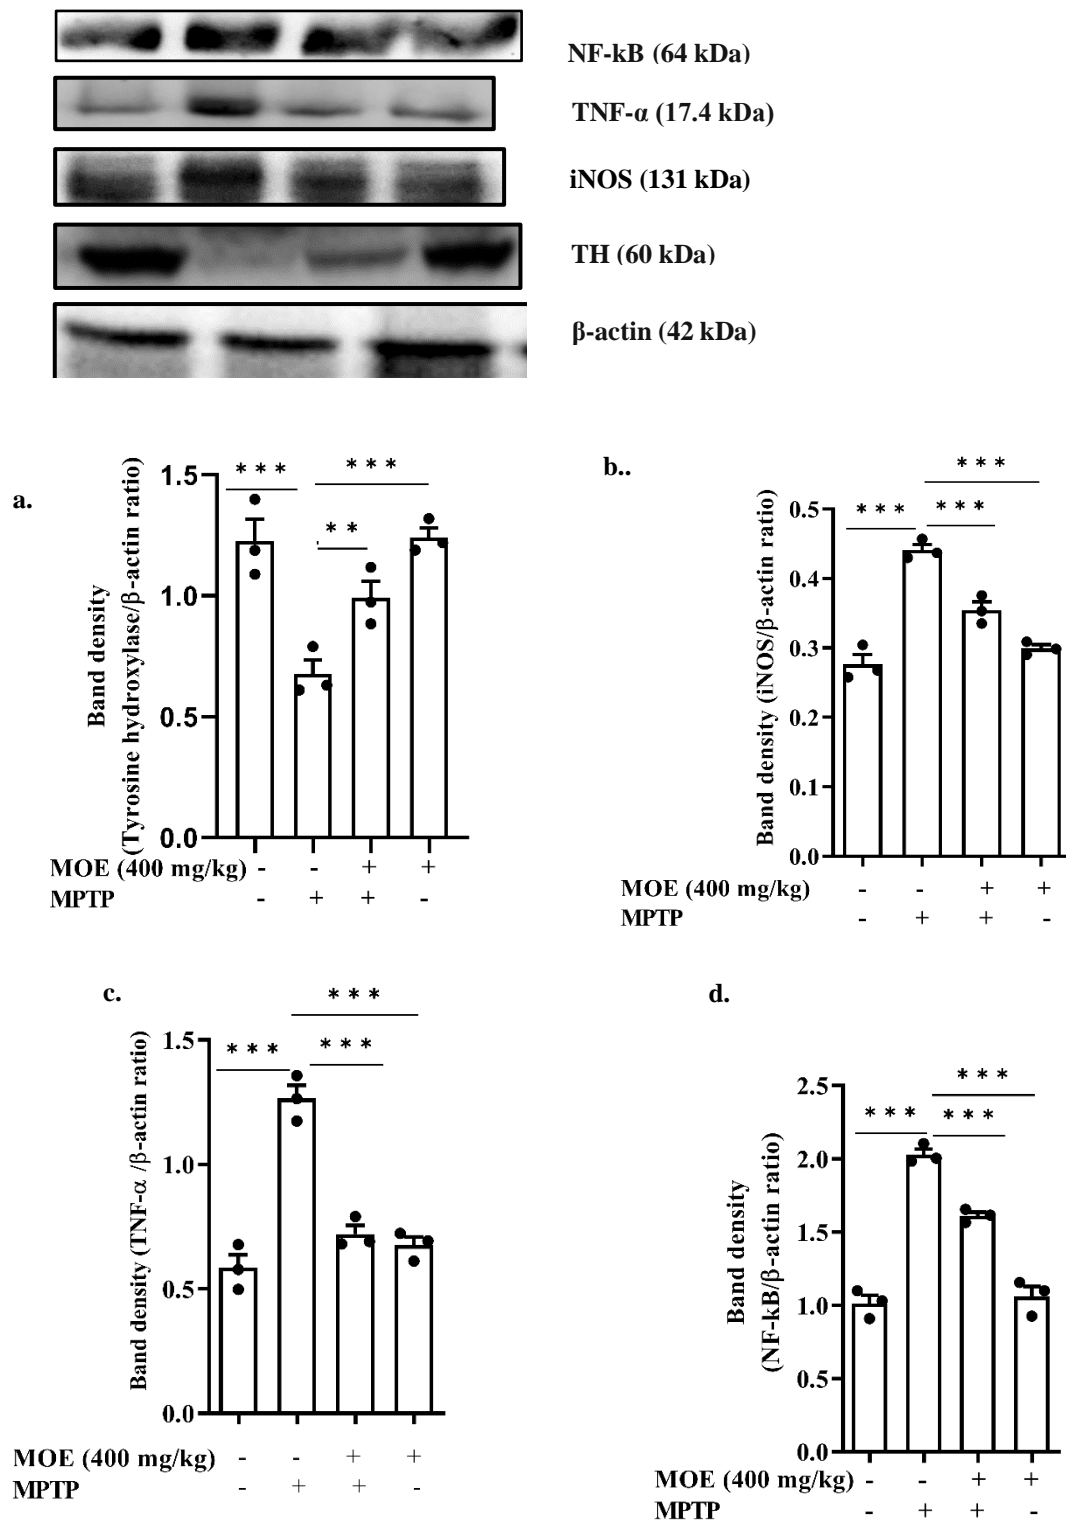 NF-kB (64 kDa)
TNF-α (17.4 kDa)
iNOS (131 kDa)
TH (60 kDa)
β-actin (42 kDa)
a.
Band density
(Tyrosine hydroxylase/β-actin ratio)
1.5
1.0
0.5
0.0
* * *
* * *
* *
MOE (400 mg/kg) - - + +
MPTP - + + -
b..
Band density (iNOS/β-actin ratio)
0.5
0.4
0.3
0.2
0.1
0.0
* * *
* * *
* * *
MOE (400 mg/kg) - - + +
MPTP - + + -
c.
Band density (TNF-α /β-actin ratio)
1.5
1.0
0.5
0.0
* * *
* * *
* * *
MOE (400 mg/kg) - - + +
MPTP - + + -
d.
Band density
(NF-kB/β-actin ratio)
2.5
2.0
1.5
1.0
0.5
0.0
* * *
* * *
* * *
MOE (400 mg/kg) - - + +
MPTP - + + -